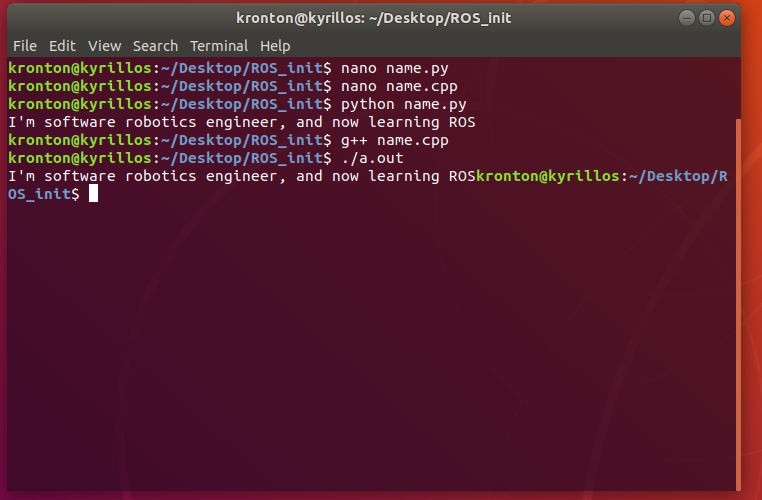 kronton@kyrillos: ~/Desktop/ROS_init
File Edit View Search Terminal Help
kronton@kyrillos:~/Desktop/ROS_init$ nano name.py
kronton@kyrillos:~/Desktop/ROS_init$ nano name.cpp
kronton@kyrillos:~/Desktop/ROS_init$ python name.py
I'm software robotics engineer, and now learning ROS
kronton@kyrillos:~/Desktop/ROS_init$ g++ name.cpp
kronton@kyrillos:~/Desktop/ROS_init$ ./a.out
I'm software robotics engineer, and now learning ROSkronton@kyrillos:~/Desktop/R
OS_init$